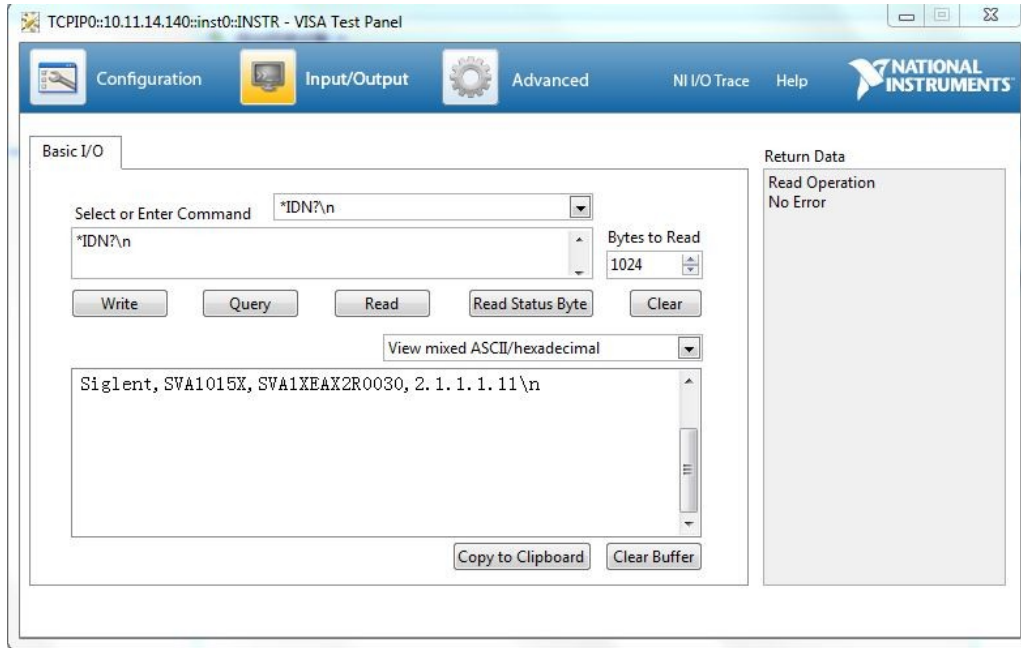 TCPIP0::10.11.14.140::inst0::INSTR - VISA Test Panel
Configuration
Input/Output
Advanced
NI I/O Trace
Help
NATIONAL
INSTRUMENTS
Basic I/O
Select or Enter Command
*IDN?\n
*IDN?\n
Bytes to Read
1024
Write
Query
Read
Read Status Byte
Clear
View mixed ASCII/hexadecimal
Siglent,SVA1015X,SVA1XEAX2R0030,2.1.1.1.11\n
Copy to Clipboard
Clear Buffer
Return Data
Read Operation
No Error